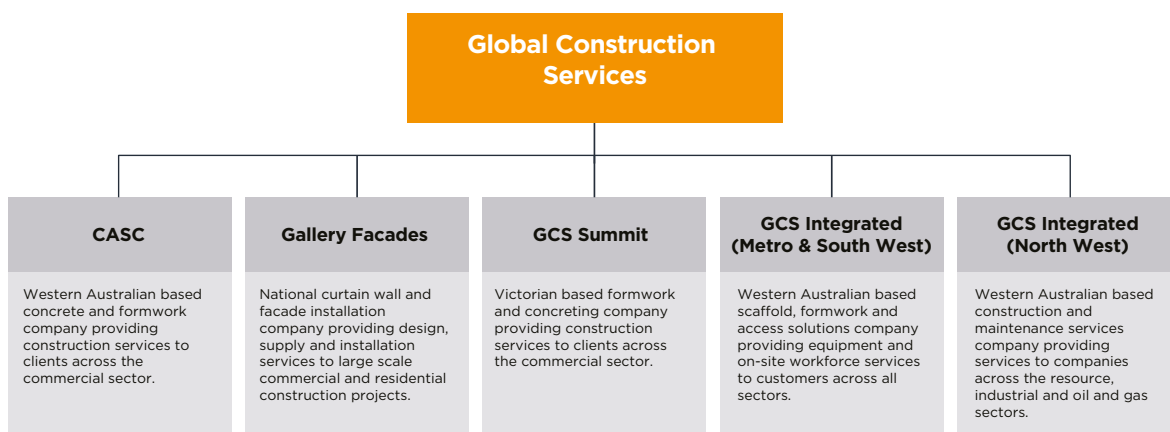 Global Construction
Services
CASC
Western Australian based
concrete and formwork
company providing
construction services to
clients across the
commercial sector.
Gallery Facades
National curtain wall and
facade installation
company providing design,
supply and installation
services to large scale
commercial and residential
construction projects.
GCS Summit
Victorian based formwork
and concreting company
providing construction
services to clients across
the commercial sector.
GCS Integrated
(Metro & South West)
Western Australian based
scaffold, formwork and
access solutions company
providing equipment and
on-site workforce services
to customers across all
sectors.
GCS Integrated
(North West)
Western Australian based
construction and
maintenance services
company providing
services to companies
across the resource,
industrial and oil and gas
sectors.